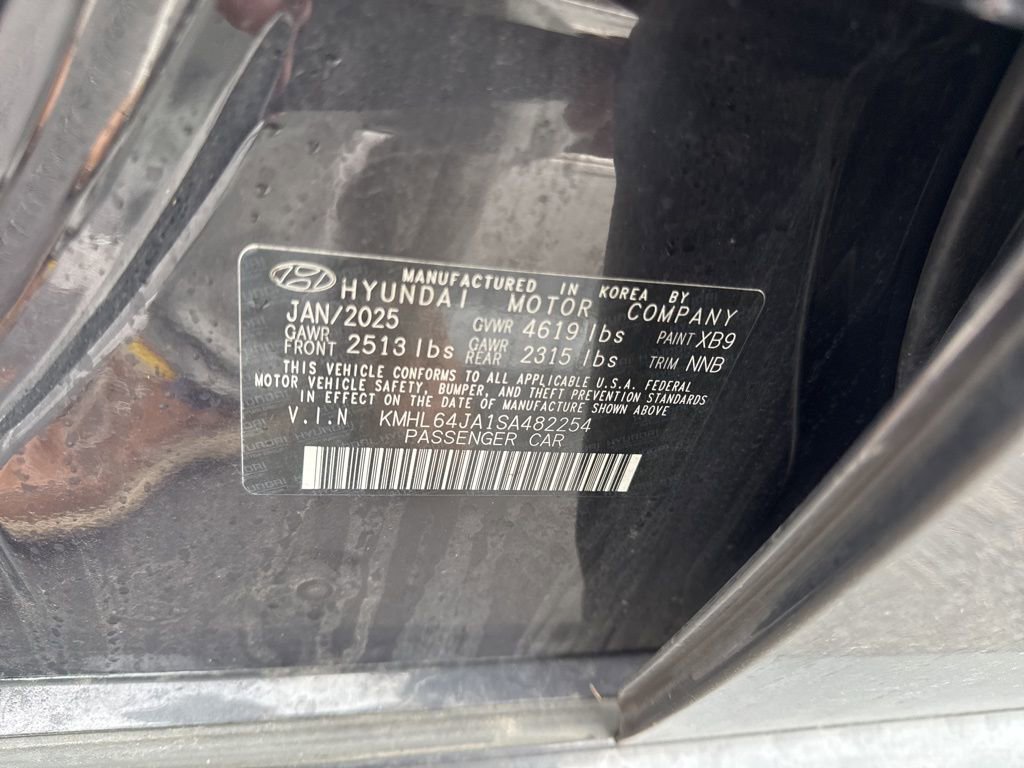 MANUFACTURED IN KOREA BY
HYUNDAI MOTOR COMPANY
JAN/2025 GVWR 4619 lbs PAINT XB9
GAWR FRONT 2513 lbs GAWR REAR 2315 lbs TRIM NNB
THIS VEHICLE CONFORMS TO ALL APPLICABLE U.S.A. FEDERAL
MOTOR VEHICLE SAFETY, BUMPER, AND THEFT PREVENTION STANDARDS
IN EFFECT ON THE DATE OF MANUFACTURE SHOWN ABOVE
V.I.N KMHL64JA1SA482254
PASSENGER CAR